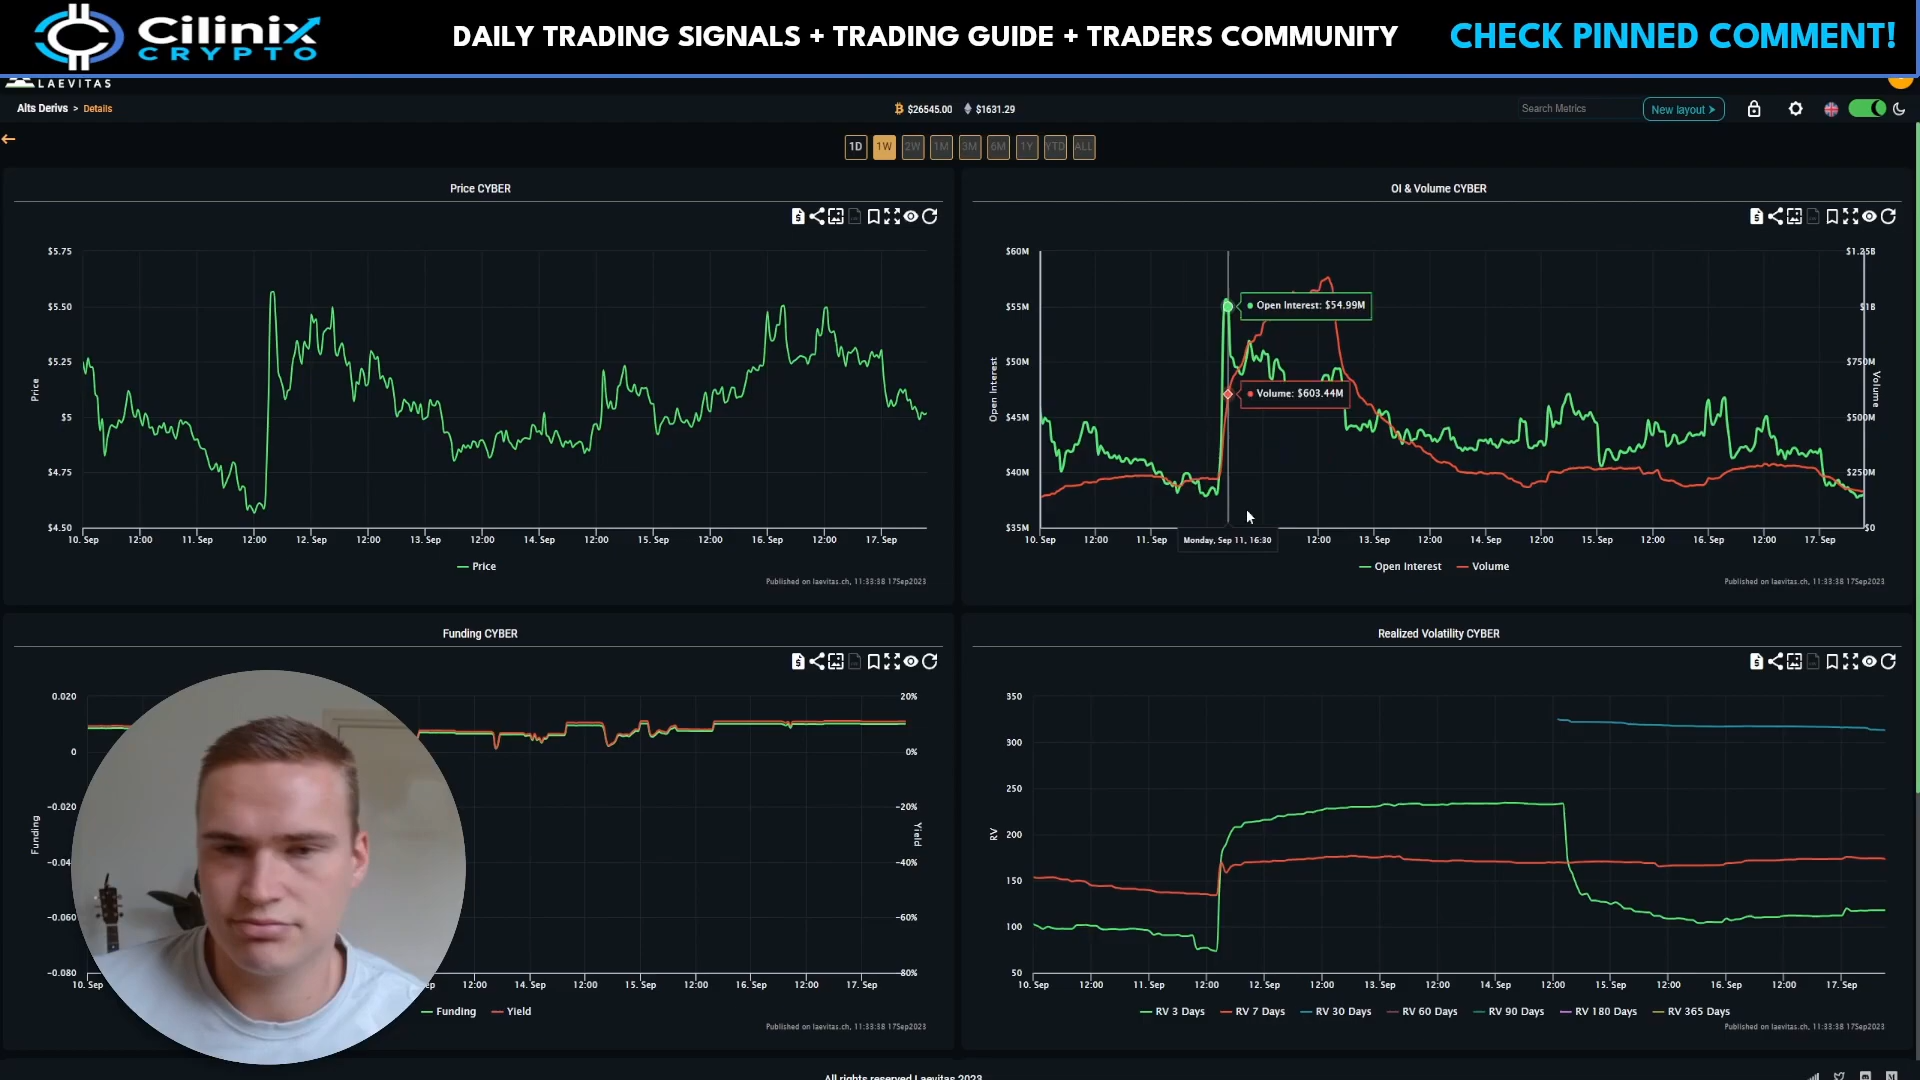 Cilinix
CRYPTO
DAILY TRADING SIGNALS + TRADING GUIDE + TRADERS COMMUNITY
CHECK PINNED COMMENT!
LAEVITAS
Alts Derivs > Details
$26545.00 $1631.29
Search Metrics
New layout >
1D 1W 2W 1M 3M 6M 1Y YTD ALL
Price CYBER
$5.75
$5.50
$5.25
$5
$4.75
$4.50
Price
10. Sep 12:00 11. Sep 12:00 12. Sep 12:00 13. Sep 12:00 14. Sep 12:00 15. Sep 12:00 16. Sep 12:00 17. Sep
Price
Published on laevitas.ch, 11:33:38 17Sep2023
OI & Volume CYBER
$60M
$55M
$50M
$45M
$40M
$35M
Open Interest
$1.25B
$1B
$750M
$500M
$250M
$0
Volume
Open Interest: $54.99M
Volume: $603.44M
10. Sep 12:00 11. Sep Monday, Sep 11, 16:30 12:00 13. Sep 12:00 14. Sep 12:00 15. Sep 12:00 16. Sep 12:00 17. Sep
Open Interest Volume
Published on laevitas.ch, 11:33:38 17Sep2023
Funding CYBER
0.020
0
-0.020
-0.04
-0.060
-0.080
Funding
20%
0%
-20%
-40%
-60%
-80%
Yield
10. Sep 12:00 14. Sep 12:00 15. Sep 12:00 16. Sep 12:00 17. Sep
Funding Yield
Published on laevitas.ch, 11:33:38 17Sep2023
Realized Volatility CYBER
350
300
250
200
150
100
50
RV
10. Sep 12:00 11. Sep 12:00 12. Sep 12:00 13. Sep 12:00 14. Sep 12:00 15. Sep 12:00 16. Sep 12:00 17. Sep
RV 3 Days RV 7 Days RV 30 Days RV 60 Days RV 90 Days RV 180 Days RV 365 Days
Published on laevitas.ch, 11:33:38 17Sep2023
All rights reserved Laevitas 2023